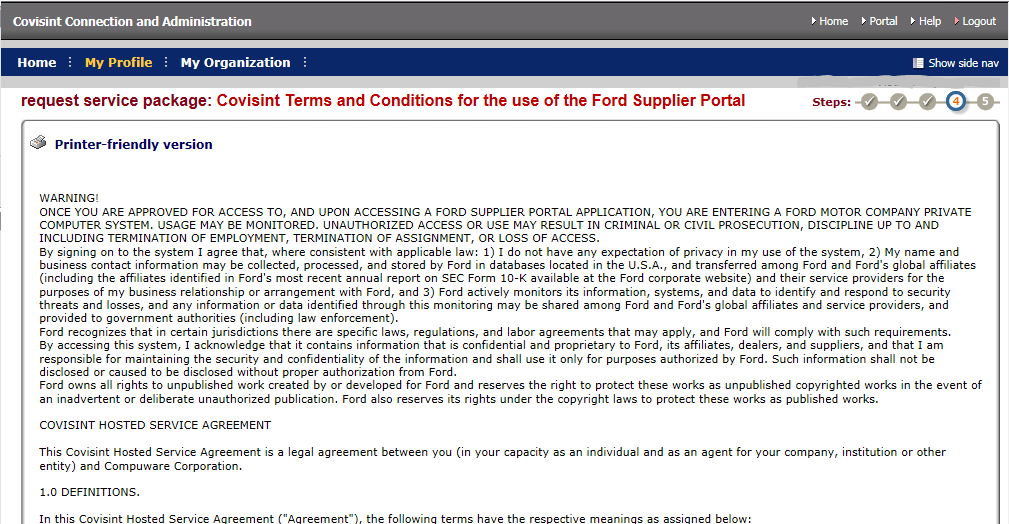 Covisint Connection and Administration
Home Portal Help Logout
Home My Profile My Organization Show side nav
request service package: Covisint Terms and Conditions for the use of the Ford Supplier Portal
Steps: 4 5
Printer-friendly version
WARNING!
ONCE YOU ARE APPROVED FOR ACCESS TO, AND UPON ACCESSING A FORD SUPPLIER PORTAL APPLICATION, YOU ARE ENTERING A FORD MOTOR COMPANY PRIVATE
COMPUTER SYSTEM. USAGE MAY BE MONITORED. UNAUTHORIZED ACCESS OR USE MAY RESULT IN CRIMINAL OR CIVIL PROSECUTION, DISCIPLINE UP TO AND
INCLUDING TERMINATION OF EMPLOYMENT, TERMINATION OF ASSIGNMENT, OR LOSS OF ACCESS.
By signing on to the system I agree that, where consistent with applicable law: 1) I do not have any expectation of privacy in my use of the system, 2) My name and
business contact information may be collected, processed, and stored by Ford in databases located in the U.S.A., and transferred among Ford and Ford's global affiliates
(including the affiliates identified in Ford's most recent annual report on SEC Form 10-K available at the Ford corporate website) and their service providers for the
purposes of my business relationship or arrangement with Ford, and 3) Ford actively monitors its information, systems, and data to identify and respond to security
threats and losses, and any information or data identified through this monitoring may be shared among Ford and Ford's global affiliates and service providers, and
provided to government authorities (including law enforcement).
Ford recognizes that in certain jurisdictions there are specific laws, regulations, and labor agreements that may apply, and Ford will comply with such requirements.
By accessing this system, I acknowledge that it contains information that is confidential and proprietary to Ford, its affiliates, dealers, and suppliers, and that I am
responsible for maintaining the security and confidentiality of the information and shall use it only for purposes authorized by Ford. Such information shall not be
disclosed or caused to be disclosed without proper authorization from Ford.
Ford owns all rights to unpublished work created by or developed for Ford and reserves the right to protect these works as unpublished copyrighted works in the event of
an inadvertent or deliberate unauthorized publication. Ford also reserves its rights under the copyright laws to protect these works as published works.
COVISINT HOSTED SERVICE AGREEMENT
This Covisint Hosted Service Agreement is a legal agreement between you (in your capacity as an individual and as an agent for your company, institution or other
entity) and Compuware Corporation.
1.0 DEFINITIONS.
In this Covisint Hosted Service Agreement ("Agreement"), the following terms have the respective meanings as assigned below: